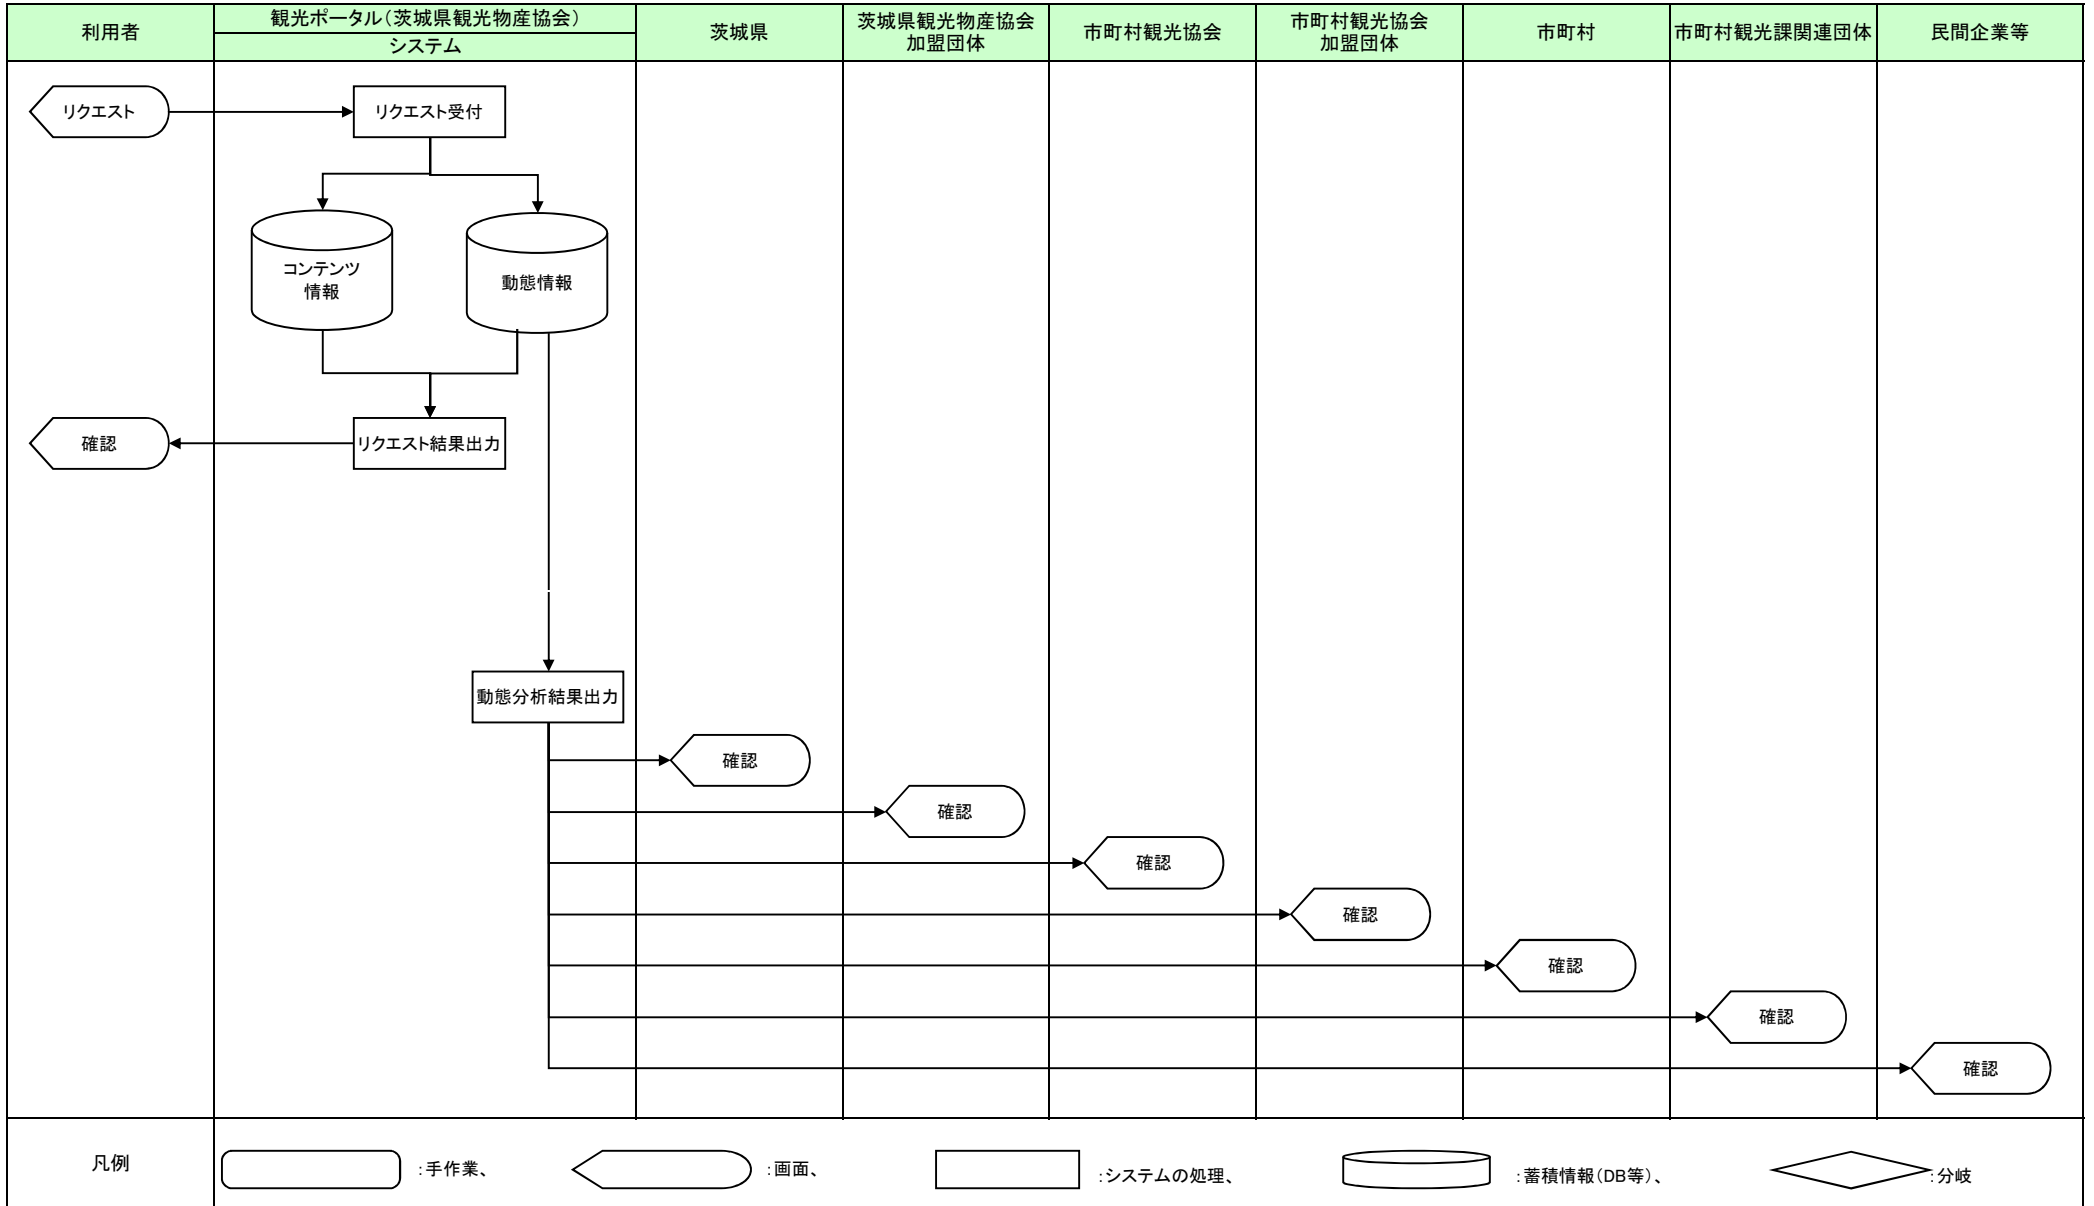 利用者
観光ポータル（茨城県観光物産協会）
システム
茨城県
茨城県観光物産協会
加盟団体
市町村観光協会
市町村観光協会
加盟団体
市町村
市町村観光課関連団体
民間企業等
リクエスト
リクエスト受付
コンテンツ
情報
動態情報
確認
リクエスト結果出力
動態分析結果出力
確認
確認
確認
確認
確認
確認
確認
凡例
：手作業、
：画面、
：システムの処理、
：蓄積情報（DB等）、
：分岐